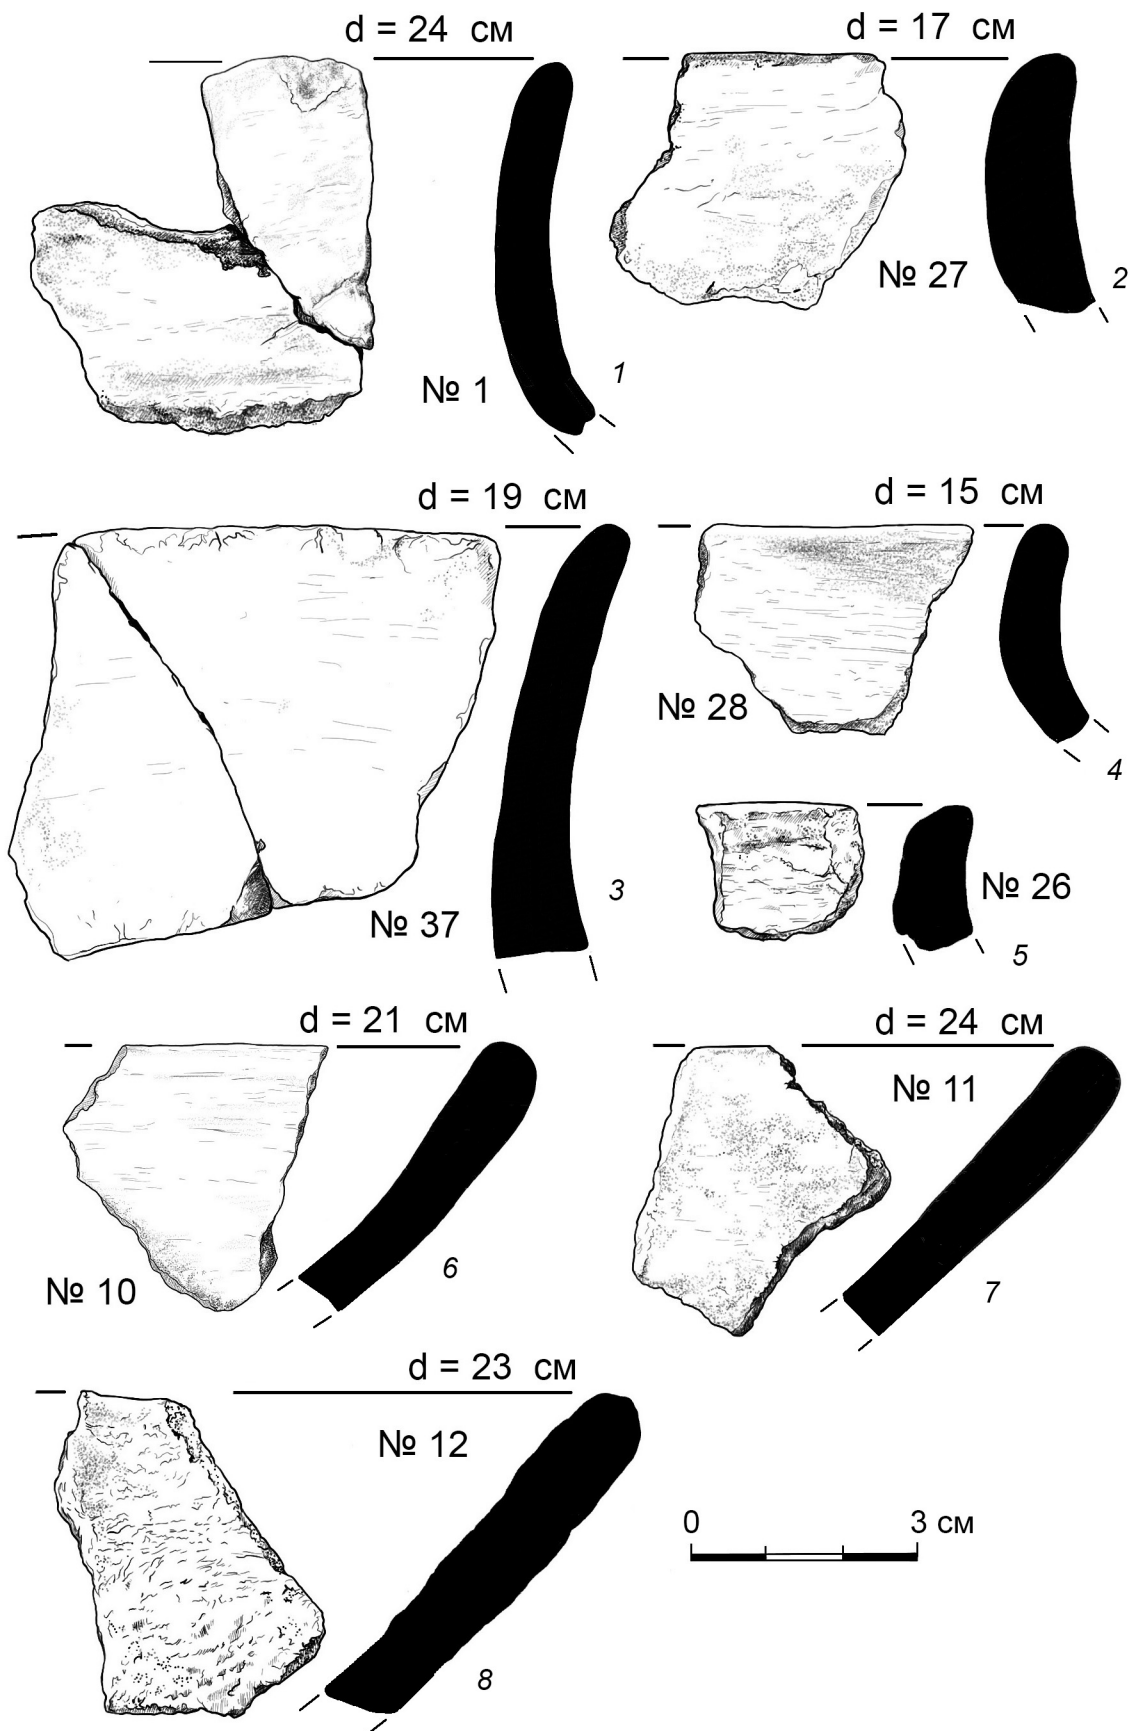 d = 24 см
d = 17 см
№ 27
2
1
№ 1
d = 19 см
d = 15 см
№ 28
4
№ 26
3
№ 37
5
d = 21 см
d = 24 см
№ 11
6
№ 10
7
d = 23 см
№ 12
0 3 см
8